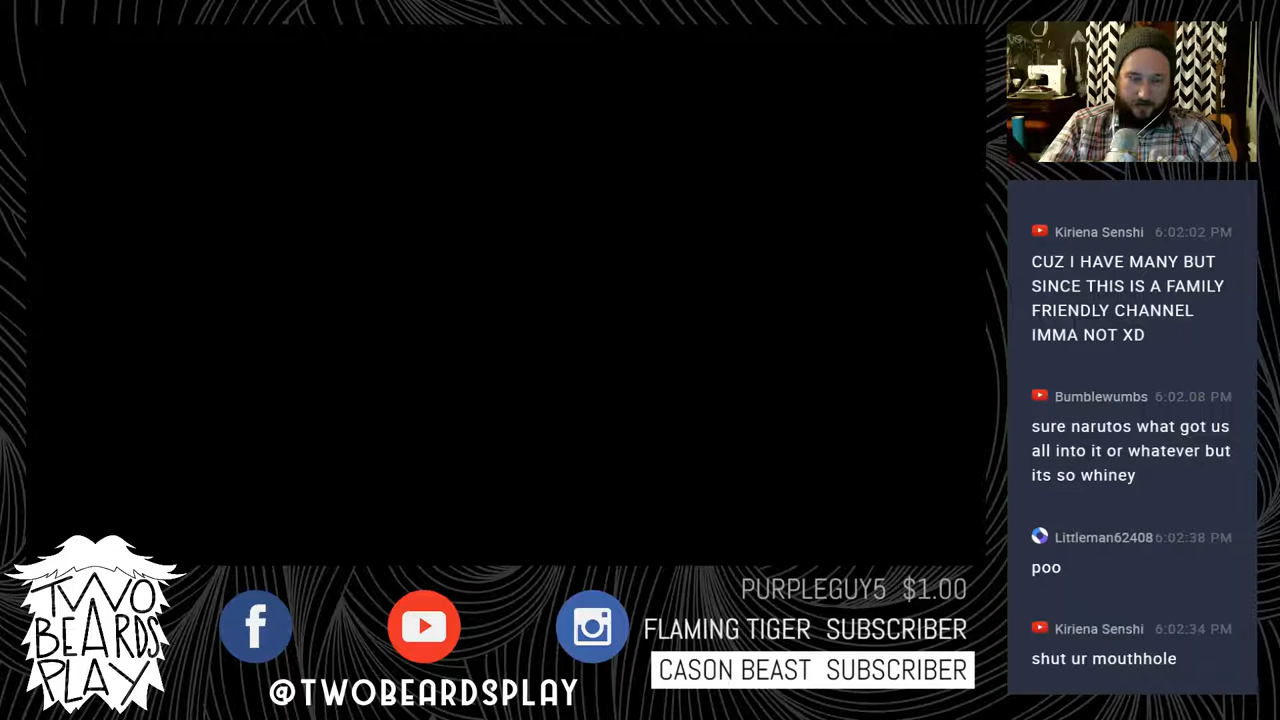 Kiriena Senshi 6:02:02 PM
CUZ I HAVE MANY BUT
SINCE THIS IS A FAMILY
FRIENDLY CHANNEL
IMMA NOT XD
Bumblewumbs 6:02:08 PM
sure narutos what got us
all into it or whatever but
its so whiney
Littleman62408 6:02:38 PM
poo
Kiriena Senshi 6:02:34 PM
shut ur mouthhole
TWO
BEARDS
PLAY
f
@TWOBEARDSPLAY
PURPLEGUY5 $1.00
FLAMING TIGER SUBSCRIBER
CASON BEAST SUBSCRIBER